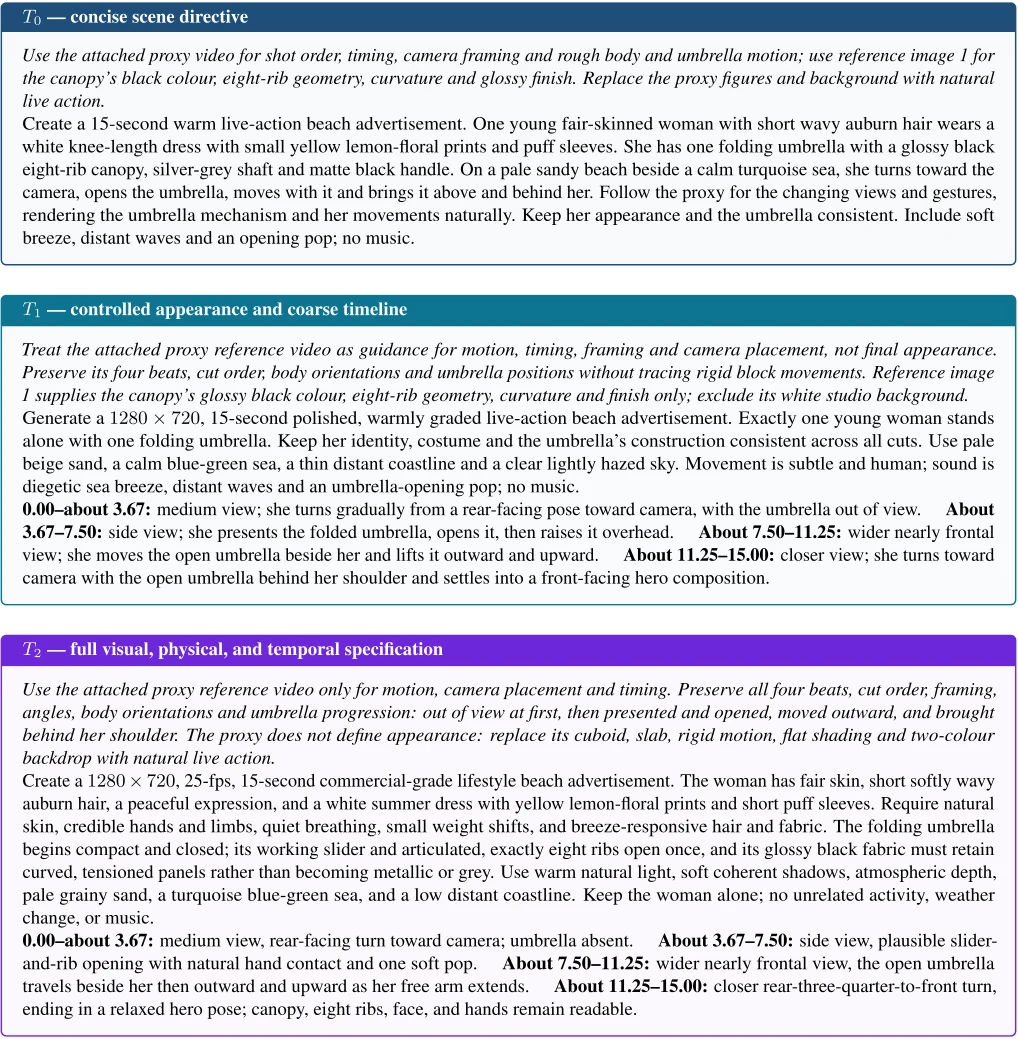 T0 — concise scene directive
Use the attached proxy video for shot order, timing, camera framing and rough body and umbrella motion; use reference image 1 for
the canopy's black colour, eight-rib geometry, curvature and glossy finish. Replace the proxy figures and background with natural
live action.
Create a 15-second warm live-action beach advertisement. One young fair-skinned woman with short wavy auburn hair wears a
white knee-length dress with small yellow lemon-floral prints and puff sleeves. She has one folding umbrella with a glossy black
eight-rib canopy, silver-grey shaft and matte black handle. On a pale sandy beach beside a calm turquoise sea, she turns toward the
camera, opens the umbrella, moves with it and brings it above and behind her. Follow the proxy for the changing views and gestures,
rendering the umbrella mechanism and her movements naturally. Keep her appearance and the umbrella consistent. Include soft
breeze, distant waves and an opening pop; no music.
T1 — controlled appearance and coarse timeline
Treat the attached proxy reference video as guidance for motion, timing, framing and camera placement, not final appearance.
Preserve its four beats, cut order, body orientations and umbrella positions without tracing rigid block movements. Reference image
1 supplies the canopy's glossy black colour, eight-rib geometry, curvature and finish only; exclude its white studio background.
Generate a 1280 × 720, 15-second polished, warmly graded live-action beach advertisement. Exactly one young woman stands
alone with one folding umbrella. Keep her identity, costume and the umbrella's construction consistent across all cuts. Use pale
beige sand, a calm blue-green sea, a thin distant coastline and a clear lightly hazed sky. Movement is subtle and human; sound is
diegetic sea breeze, distant waves and an umbrella-opening pop; no music.
0.00–about 3.67: medium view; she turns gradually from a rear-facing pose toward camera, with the umbrella out of view. About
3.67–7.50: side view; she presents the folded umbrella, opens it, then raises it overhead. About 7.50–11.25: wider nearly frontal
view; she moves the open umbrella beside her and lifts it outward and upward. About 11.25–15.00: closer view; she turns toward
camera with the open umbrella behind her shoulder and settles into a front-facing hero composition.
T2 — full visual, physical, and temporal specification
Use the attached proxy reference video only for motion, camera placement and timing. Preserve all four beats, cut order, framing,
angles, body orientations and umbrella progression: out of view at first, then presented and opened, moved outward, and brought
behind her shoulder. The proxy does not define appearance: replace its cuboid, slab, rigid motion, flat shading and two-colour
backdrop with natural live action.
Create a 1280 × 720, 25-fps, 15-second commercial-grade lifestyle beach advertisement. The woman has fair skin, short softly wavy
auburn hair, a peaceful expression, and a white summer dress with yellow lemon-floral prints and short puff sleeves. Require natural
skin, credible hands and limbs, quiet breathing, small weight shifts, and breeze-responsive hair and fabric. The folding umbrella
begins compact and closed; its working slider and articulated, exactly eight ribs open once, and its glossy black fabric must retain
curved, tensioned panels rather than becoming metallic or grey. Use warm natural light, soft coherent shadows, atmospheric depth,
pale grainy sand, a turquoise blue-green sea, and a low distant coastline. Keep the woman alone; no unrelated activity, weather
change, or music.
0.00–about 3.67: medium view, rear-facing turn toward camera; umbrella absent. About 3.67–7.50: side view, plausible slider-
and-rib opening with natural hand contact and one soft pop. About 7.50–11.25: wider nearly frontal view, the open umbrella
travels beside her then outward and upward as her free arm extends. About 11.25–15.00: closer rear-three-quarter-to-front turn,
ending in a relaxed hero pose; canopy, eight ribs, face, and hands remain readable.